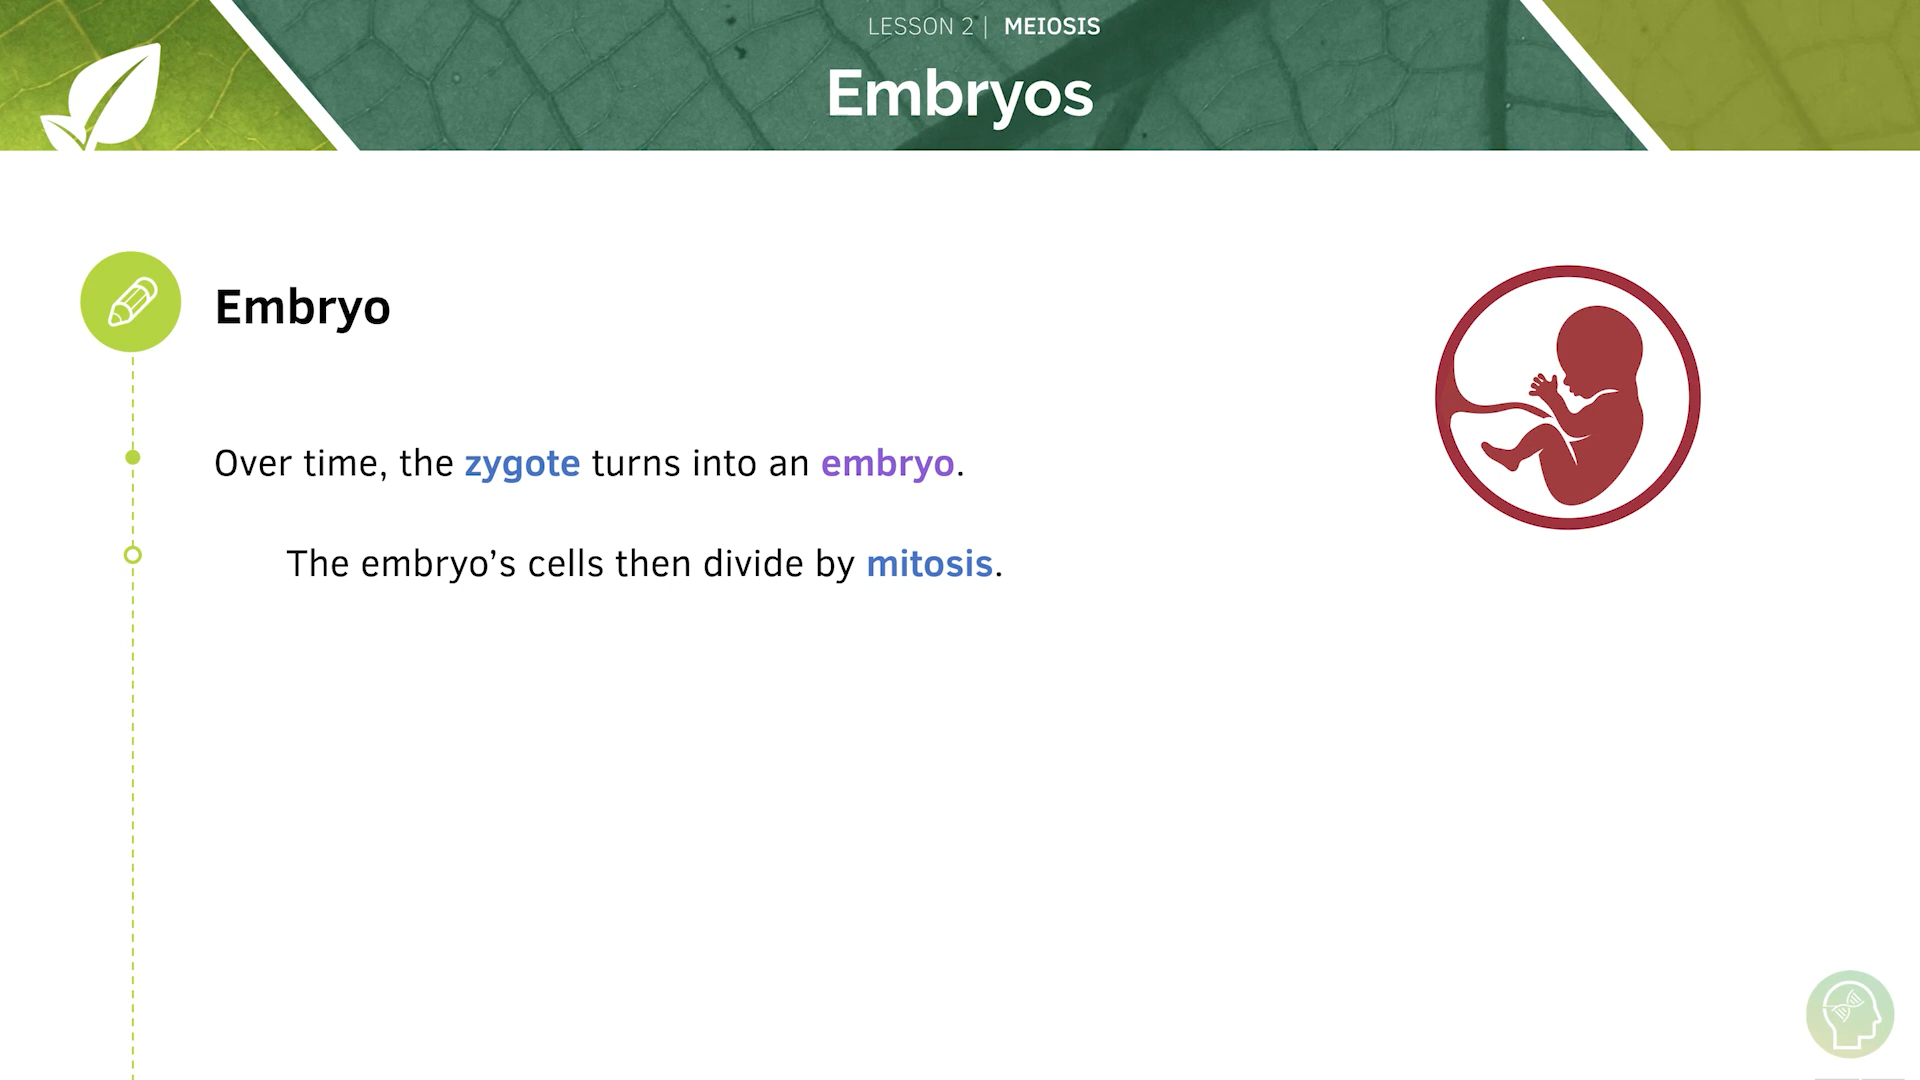 LESSON 2 | MEIOSIS
Embryos
Embryo
Over time, the zygote turns into an embryo.
The embryo’s cells then divide by mitosis.